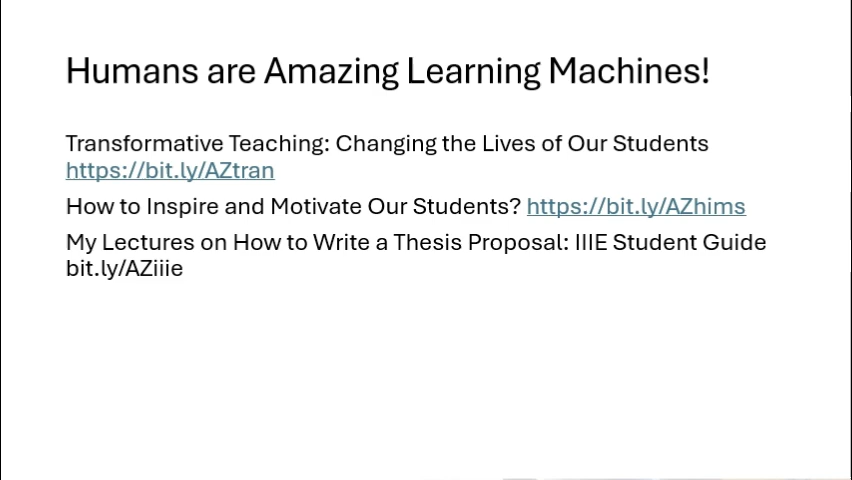 Humans are Amazing Learning Machines!
Transformative Teaching: Changing the Lives of Our Students
https://bit.ly/AZtran
How to Inspire and Motivate Our Students? https://bit.ly/AZhims
My Lectures on How to Write a Thesis Proposal: IIIE Student Guide
bit.ly/AZiiie